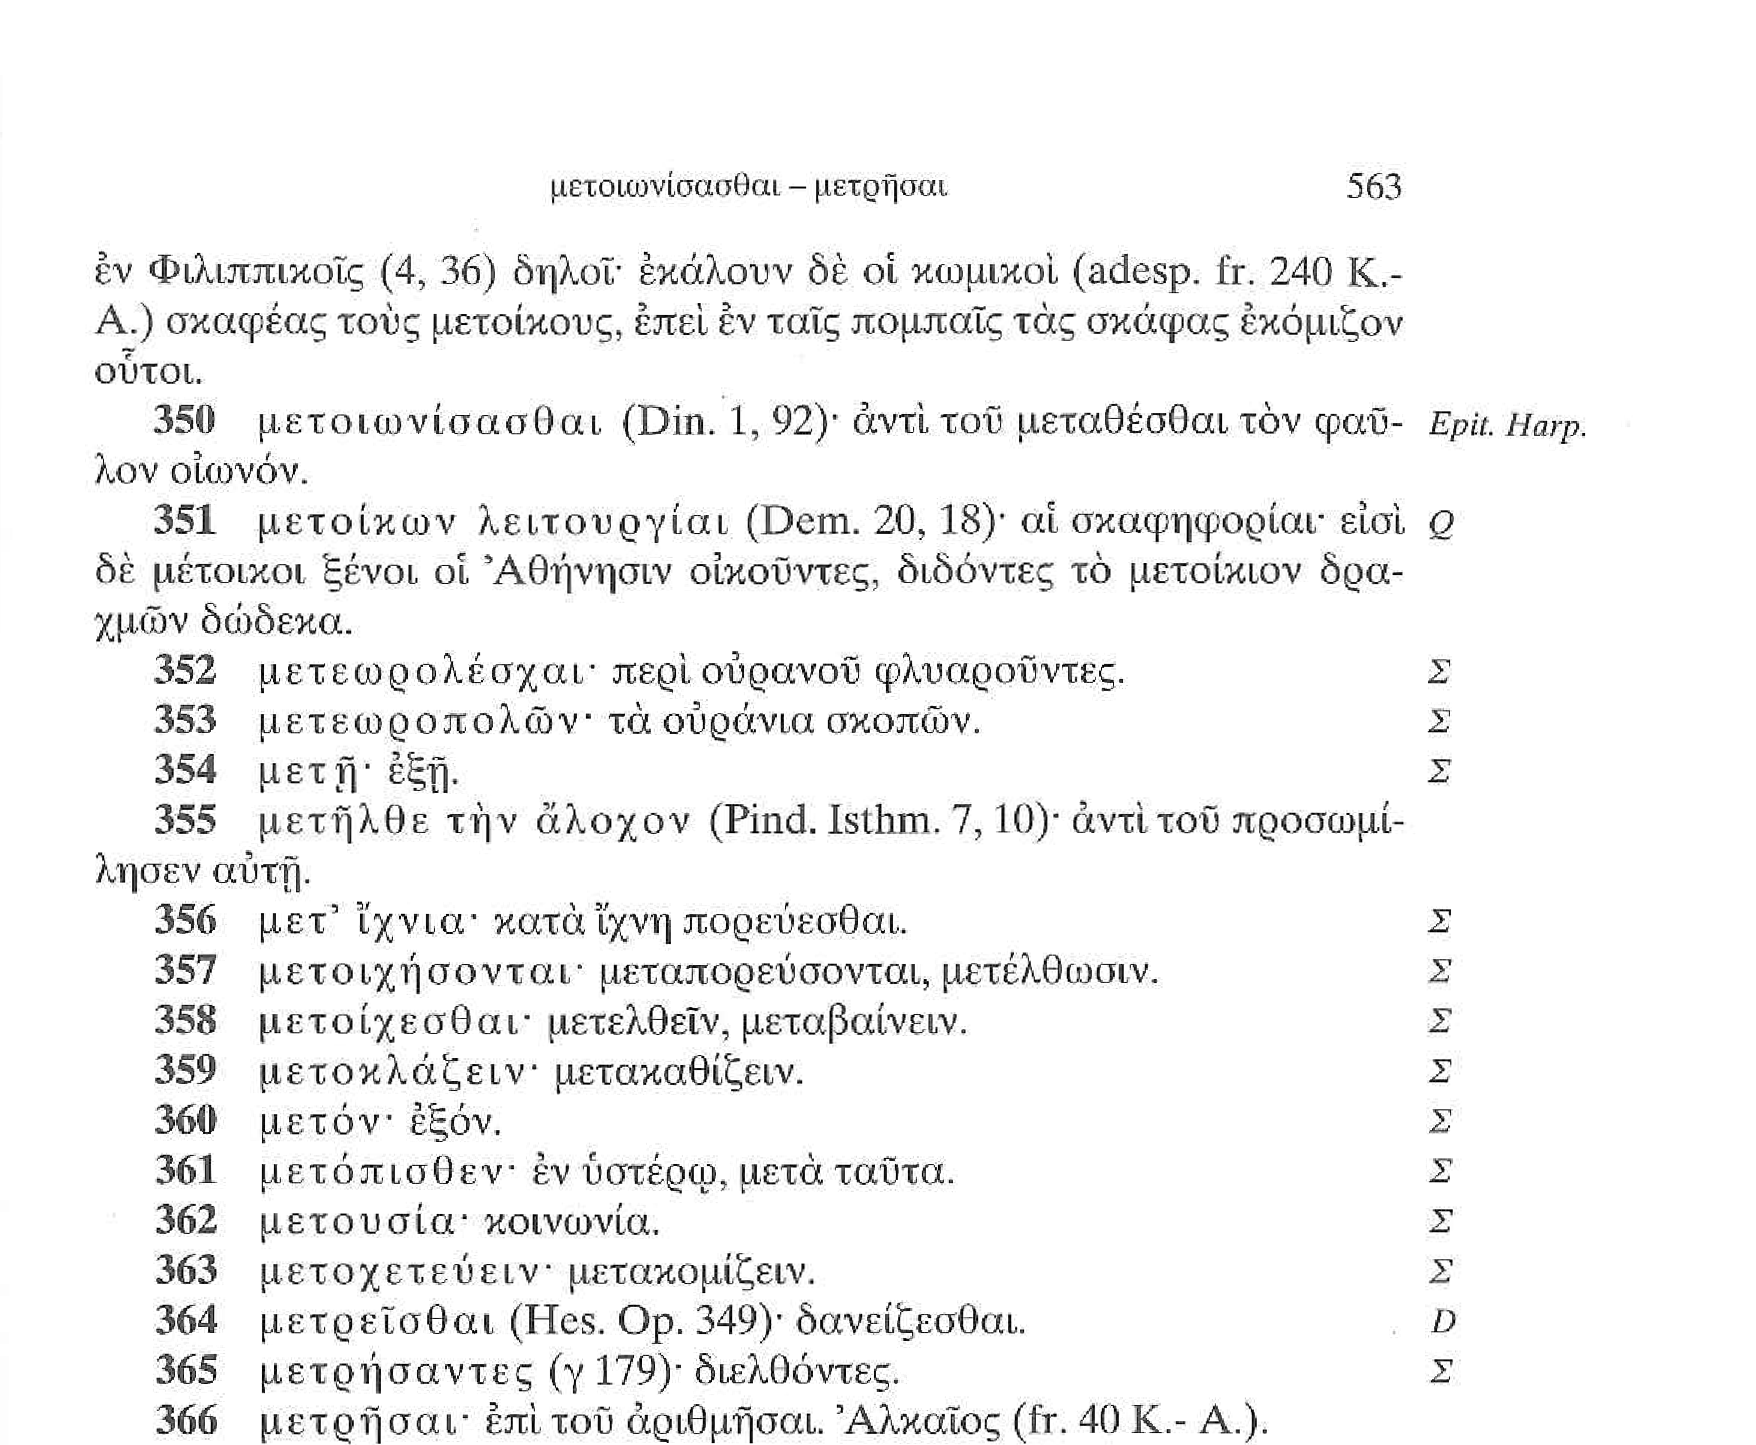 μετοιωνίσασθαι – μετρῆσαι 563
ἐν Φιλιππικοῖς (4, 36) δηλοῖ· ἐκάλουν δὲ οἱ κωμικοὶ (adesp. fr. 240 K.-
A.) σκαφέας τοὺς μετοίκους, ἐπεὶ ἐν ταῖς πομπαῖς τὰς σκάφας ἐκόμιζον
οὗτοι.
350 μετοιωνίσασθαι (Din. 1, 92)· ἀντὶ τοῦ μεταθέσθαι τὸν φαῦ- Epit. Harp.
λον οἰωνόν.
351 μετοίκων λειτουργίαι (Dem. 20, 18)· αἱ σκαφηφορίαι· εἰσὶ Q
δὲ μέτοικοι ξένοι οἱ Ἀθήνησιν οἰκοῦντες, διδόντες τὸ μετοίκιον δρα-
χμῶν δώδεκα.
352 μετεωρολέσχαι· περὶ οὐρανοῦ φλυαροῦντες. Σ
353 μετεωροπολῶν· τὰ οὐράνια σκοπῶν. Σ
354 μετῇ· ἐξῇ. Σ
355 μετῆλθε τὴν ἄλοχον (Pind. Isthm. 7, 10)· ἀντὶ τοῦ προσωμί-
λησεν αὐτῇ.
356 μετ’ ἴχνια· κατὰ ἴχνη πορεύεσθαι. Σ
357 μετοιχήσονται· μεταπορεύσονται, μετέλθωσιν. Σ
358 μετοίχεσθαι· μετελθεῖν, μεταβαίνειν. Σ
359 μετοκλάζειν· μετακαθίζειν. Σ
360 μετόν· ἐξόν. Σ
361 μετόπισθεν· ἐν ὑστέρῳ, μετὰ ταῦτα. Σ
362 μετουσία· κοινωνία. Σ
363 μετοχετεύειν· μετακομίζειν. Σ
364 μετρεῖσθαι (Hes. Op. 349)· δανείζεσθαι. D
365 μετρήσαντες (γ 179)· διελθόντες. Σ
366 μετρῆσαι· ἐπὶ τοῦ ἀριθμῆσαι. Ἀλκαῖος (fr. 40 K.- A.).